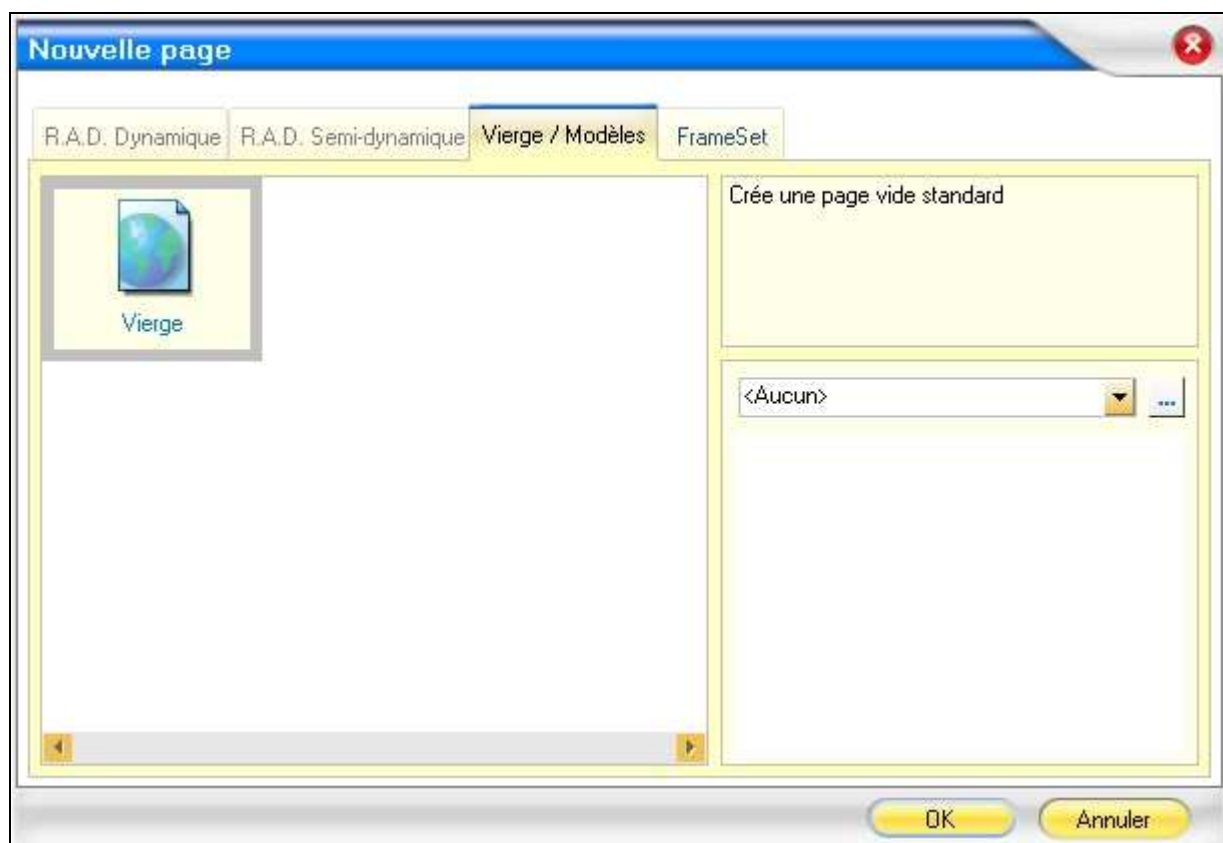 Nouvelle page
R.A.D. Dynamique R.A.D. Semi-dynamique Vierge / Modèles FrameSet
Vierge
Crée une page vide standard
<Aucun>
...
OK Annuler